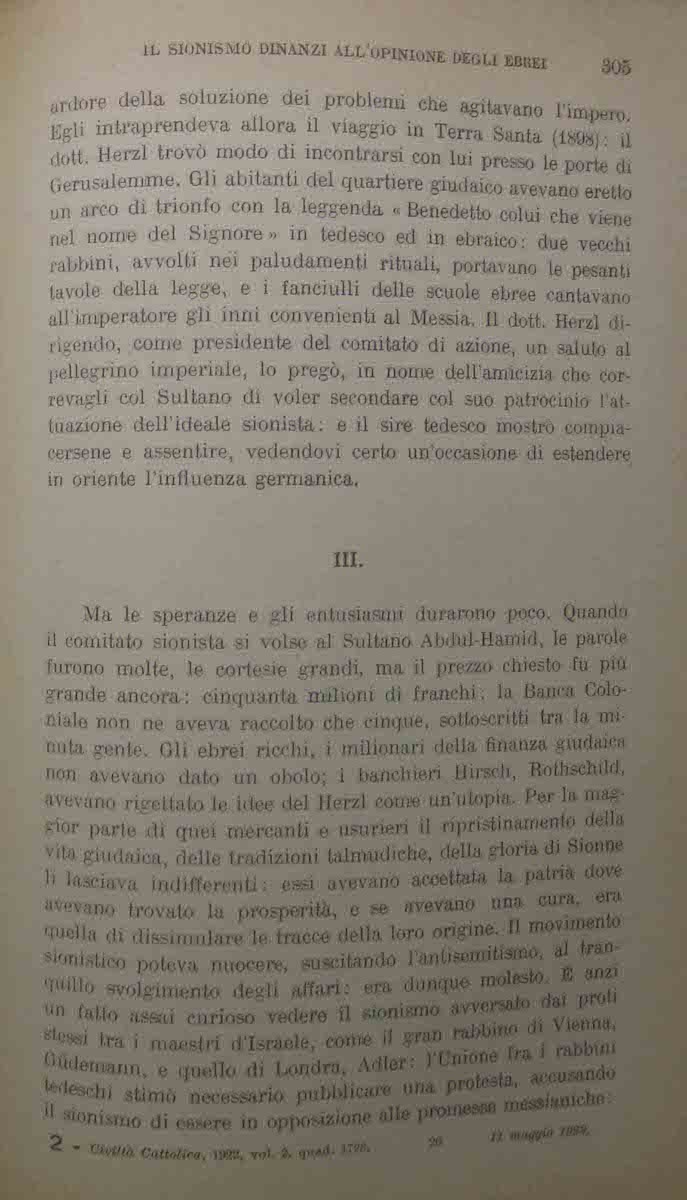 IL SIONISMO DINANZI ALL'OPINIONE DEGLI EBREI 305
ardore della soluzione dei problemi che agitavano l'impero.
Egli intraprendeva allora il viaggio in Terra Santa (1898): il
dott. Herzl trovò modo di incontrarsi con lui presso le porte di
Gerusalemme. Gli abitanti del quartiere giudaico avevano eretto
un arco di trionfo con la leggenda « Benedetto colui che viene
nel nome del Signore » in tedesco ed in ebraico: due vecchi
rabbini, avvolti nei paludamenti rituali, portavano le pesanti
tavole della legge, e i fanciulli delle scuole ebree cantavano
all'imperatore gli inni convenienti al Messia. Il dott. Herzl di-
rigendo, come presidente del comitato di azione, un saluto al
pellegrino imperiale, lo pregò, in nome dell'amicizia che cor-
revagli col Sultano di voler secondare col suo patrocinio l'at-
tuazione dell'ideale sionista: e il sire tedesco mostrò compia-
cersene e assentire, vedendovi certo un'occasione di estendere
in oriente l'influenza germanica.
III.
Ma le speranze e gli entusiasmi durarono poco. Quando
il comitato sionista si volse al Sultano Abdul-Hamid, le parole
furono molte, le cortesie grandi, ma il prezzo chiesto fu più
grande ancora: cinquanta milioni di franchi: la Banca Colo-
niale non ne aveva raccolto che cinque, sottoscritti tra la mi-
nuta gente. Gli ebrei ricchi, i milionari della finanza giudaica
non avevano dato un obolo; i banchieri Hirsch, Rothschild,
avevano rigettato le idee del Herzl come un'utopia. Per la mag-
gior parte di quei mercanti e usurieri il ripristinamento della
vita giudaica, delle tradizioni talmudiche, della gloria di Sionne
li lasciava indifferenti: essi avevano accettata la patria dove
avevano trovato la prosperità, e se avevano una cura, era
quella di dissimulare le tracce della loro origine. Il movimento
sionistico poteva nuocere, suscitando l'antisemitismo, al tran-
quillo svolgimento degli affari: era dunque molesto. E anzi
un fatto assai curioso vedere il sionismo avversato dai proti
stessi tra i maestri d'Israele, come il gran rabbino di Vienna,
Güdemann, e quello di Londra, Adler: l'Unione fra i rabbini
tedeschi stimò necessario pubblicare una protesta, accusando
il sionismo di essere in opposizione alle promesse messianiche:
2 - Civiltà Cattolica, 1922, vol. 2, quad. 20 maggio